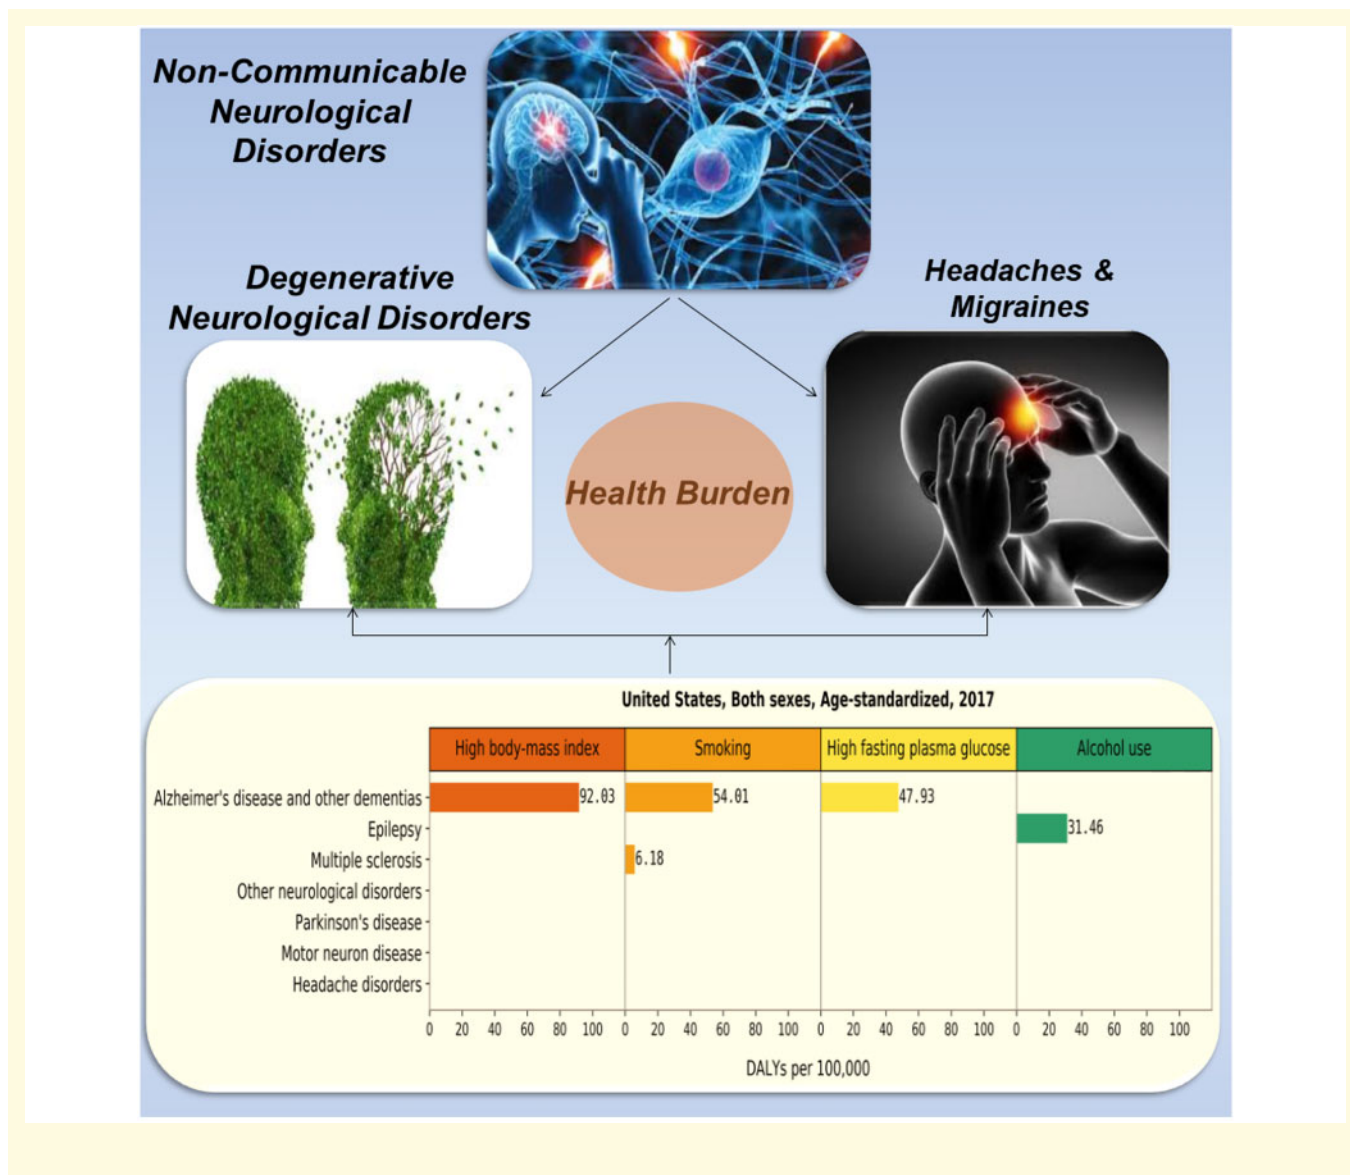 Non-Communicable
Neurological
Disorders
Degenerative
Neurological Disorders
Headaches &
Migraines
Health Burden
United States, Both sexes, Age-standardized, 2017
High body-mass index Smoking High fasting plasma glucose Alcohol use
Alzheimer's disease and other dementias 92.03 54.01 47.93
Epilepsy 31.46
Multiple sclerosis 6.18
Other neurological disorders
Parkinson's disease
Motor neuron disease
Headache disorders
0 20 40 60 80 100 0 20 40 60 80 100 0 20 40 60 80 100 0 20 40 60 80 100
DALYs per 100,000